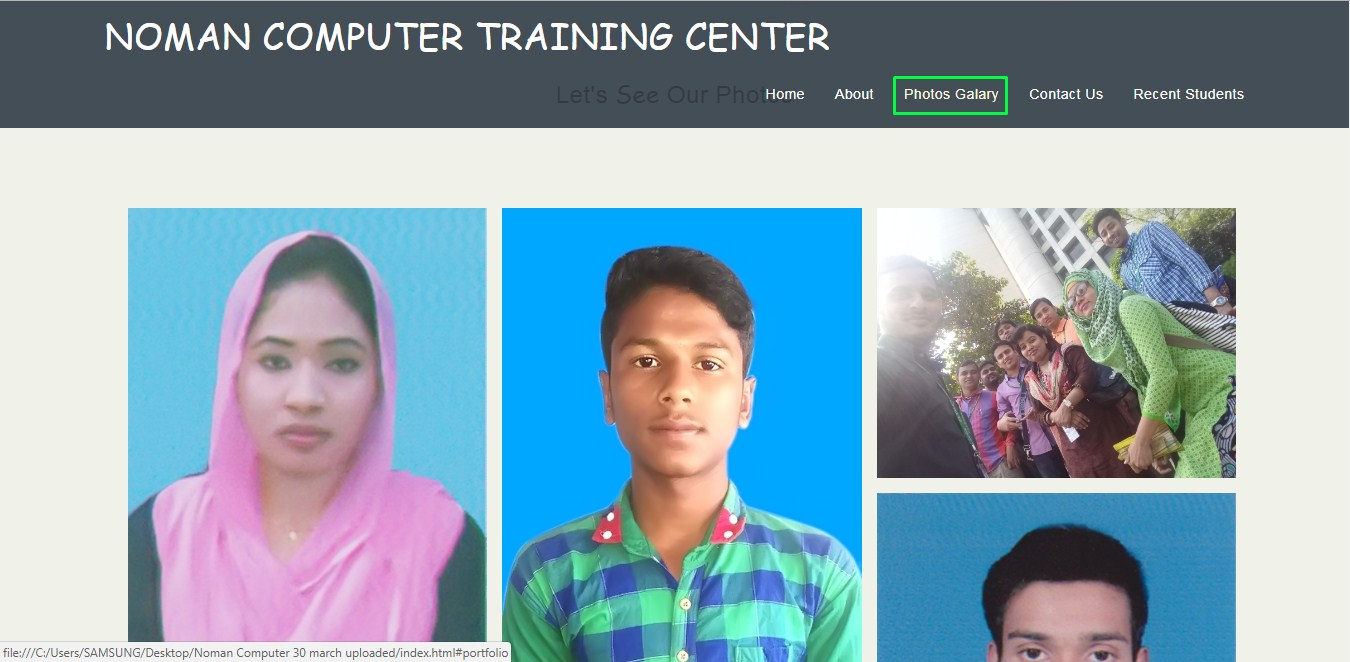 NOMAN COMPUTER TRAINING CENTER
Let's See Our Photos
Home About Photos Galary Contact Us Recent Students
file:///C:/Users/SAMSUNG/Desktop/Noman Computer 30 march uploaded/index.html#portfolio